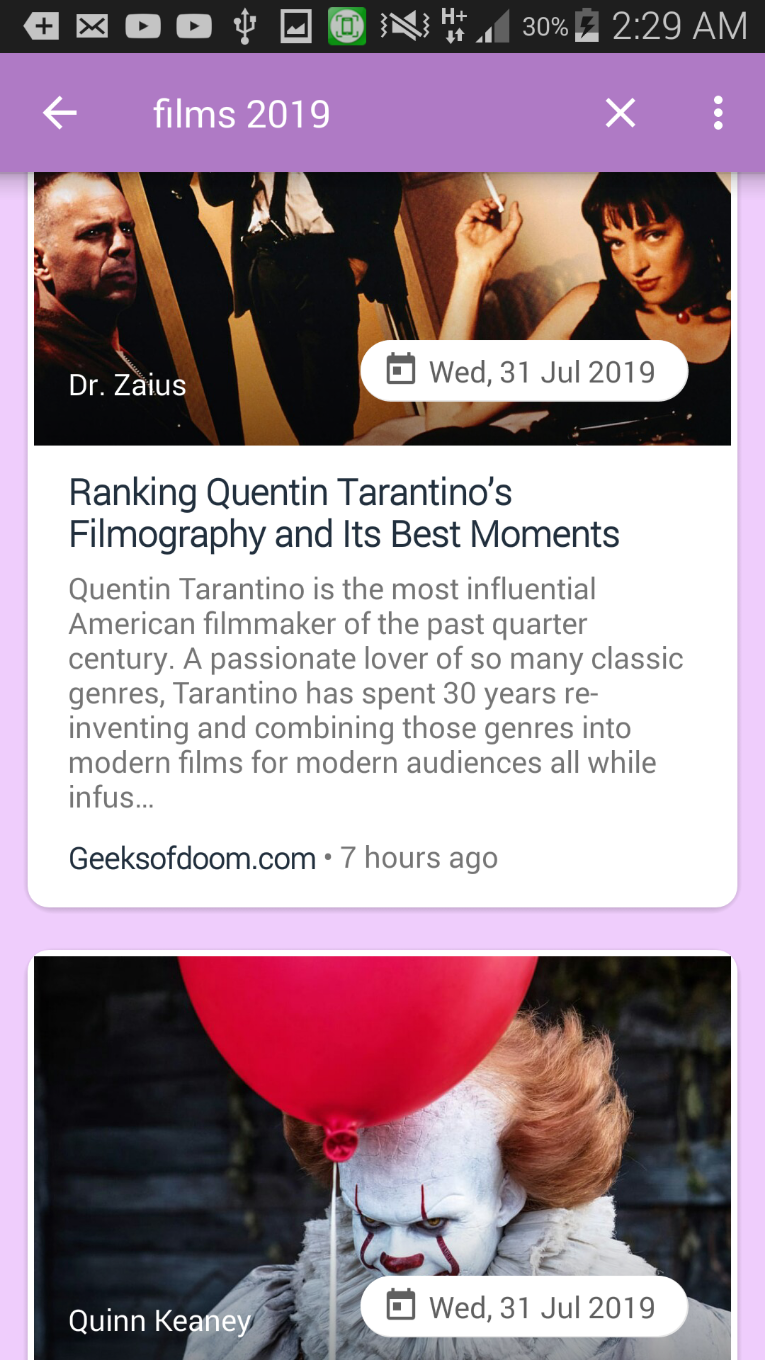 H+
30%
2:29 AM
films 2019
Dr. Zaius
Wed, 31 Jul 2019
Ranking Quentin Tarantino’s
Filmography and Its Best Moments
Quentin Tarantino is the most influential
American filmmaker of the past quarter
century. A passionate lover of so many classic
genres, Tarantino has spent 30 years re-
inventing and combining those genres into
modern films for modern audiences all while
infus…
Geeksofdoom.com • 7 hours ago
Quinn Keaney
Wed, 31 Jul 2019